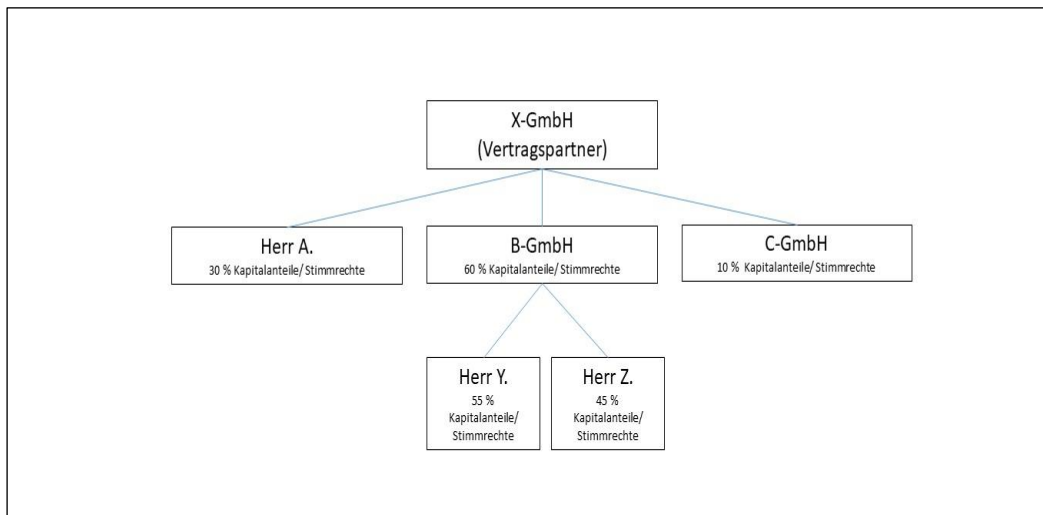 X-GmbH
(Vertragspartner)
Herr A.
30 % Kapitalanteile/ Stimmrechte
B-GmbH
60 % Kapitalanteile/ Stimmrechte
C-GmbH
10 % Kapitalanteile/ Stimmrechte
Herr Y.
55 %
Kapitalanteile/
Stimmrechte
Herr Z.
45 %
Kapitalanteile/
Stimmrechte